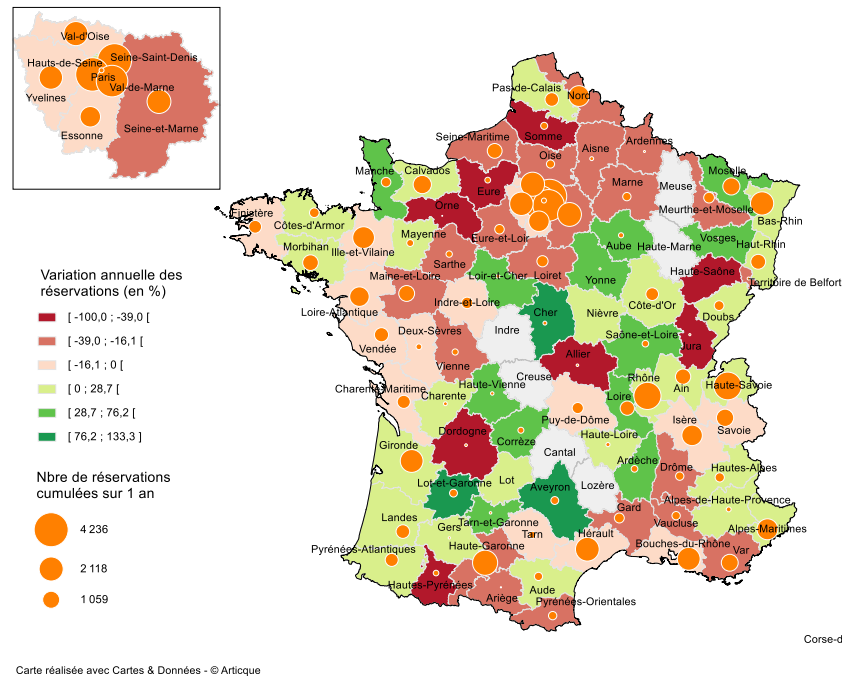 Val-d'Oise
Seine-Saint-Denis
Hauts-de-Seine
Paris
Val-de-Marne
Yvelines
Essonne
Seine-et-Marne
Pas-de-Calais
Nord
Seine-Maritime
Somme
Oise
Aisne
Ardennes
Manche
Calvados
Eure
Marne
Meuse
Moselle
Meurthe-et-Moselle
Bas-Rhin
Finistère
Côtes-d'Armor
Orne
Mayenne
Eure-et-Loir
Aube
Haute-Marne
Vosges
Haut-Rhin
Morbihan
Ille-et-Vilaine
Sarthe
Loir-et-Cher
Loiret
Yonne
Haute-Saône
Territoire de Belfort
Maine-et-Loire
Loire-Atlantique
Indre-et-Loire
Cher
Nièvre
Côte-d'Or
Doubs
Vendée
Deux-Sèvres
Indre
Saône-et-Loire
Jura
Vienne
Allier
Creuse
Charente-Maritime
Charente
Haute-Vienne
Puy-de-Dôme
Loire
Rhône
Ain
Haute-Savoie
Savoie
Isère
Dordogne
Corrèze
Haute-Loire
Gironde
Cantal
Ardèche
Drôme
Hautes-Alpes
Lot-et-Garonne
Lot
Aveyron
Lozère
Alpes-de-Haute-Provence
Landes
Gers
Tarn-et-Garonne
Tarn
Gard
Vaucluse
Alpes-Maritimes
Pyrénées-Atlantiques
Haute-Garonne
Hérault
Bouches-du-Rhône
Var
Hautes-Pyrénées
Ariège
Aude
Pyrénées-Orientales
Corse-d
Variation annuelle des
réservations (en %)
[ -100,0 ; -39,0 [
[ -39,0 ; -16,1 [
[ -16,1 ; 0 [
[ 0 ; 28,7 [
[ 28,7 ; 76,2 [
[ 76,2 ; 133,3 ]
Nbre de réservations
cumulées sur 1 an
4 236
2 118
1 059
Carte réalisée avec Cartes & Données - © Articque